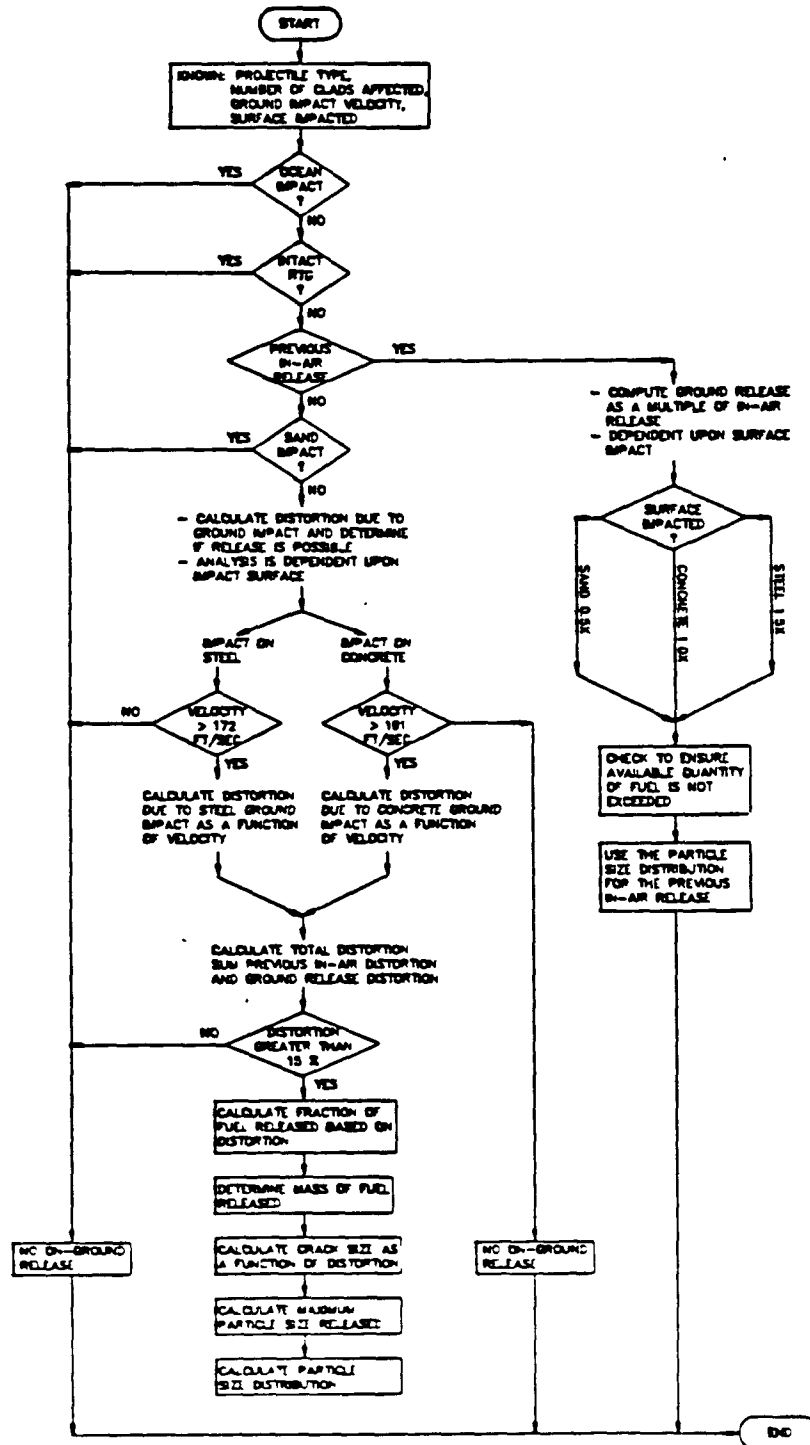 START
KNOWN: PROJECTILE TYPE,
NUMBER OF CLADS AFFECTED,
GROUND IMPACT VELOCITY,
SURFACE IMPACTED
YES
OCEAN
IMPACT
?
NO
YES
INTACT
RTG
?
NO
PREVIOUS
IN-AIR
RELEASE
YES
NO
- COMPUTE GROUND RELEASE
AS A MULTIPLE OF IN-AIR
RELEASE
- DEPENDENT UPON SURFACE
IMPACT
YES
SAND
IMPACT
?
NO
- CALCULATE DISTORTION DUE TO
GROUND IMPACT AND DETERMINE
IF RELEASE IS POSSIBLE
- ANALYSIS IS DEPENDENT UPON
IMPACT SURFACE
SURFACE
IMPACTED
?
SAND 0.5X
CONCRETE 1.0X
STEEL 1.5X
IMPACT ON
STEEL
IMPACT ON
CONCRETE
NO
VELOCITY
> 172
FT/SEC
YES
VELOCITY
> 191
FT/SEC
NO
YES
CALCULATE DISTORTION
DUE TO STEEL GROUND
IMPACT AS A FUNCTION
OF VELOCITY
CALCULATE DISTORTION
DUE TO CONCRETE GROUND
IMPACT AS A FUNCTION
OF VELOCITY
CHECK TO ENSURE
AVAILABLE QUANTITY
OF FUEL IS NOT
EXCEEDED
USE THE PARTICLE
SIZE DISTRIBUTION
FOR THE PREVIOUS
IN-AIR RELEASE
CALCULATE TOTAL DISTORTION
SUM PREVIOUS IN-AIR DISTORTION
AND GROUND RELEASE DISTORTION
NO
DISTORTION
GREATER THAN
15 %
YES
CALCULATE FRACTION OF
FUEL RELEASED BASED ON
DISTORTION
DETERMINE MASS OF FUEL
RELEASED
NO ON-GROUND
RELEASE
CALCULATE CRACK SIZE AS
A FUNCTION OF DISTORTION
NO ON-GROUND
RELEASE
CALCULATE MAXIMUM
PARTICLE SIZE RELEASED
CALCULATE PARTICLE
SIZE DISTRIBUTION
END